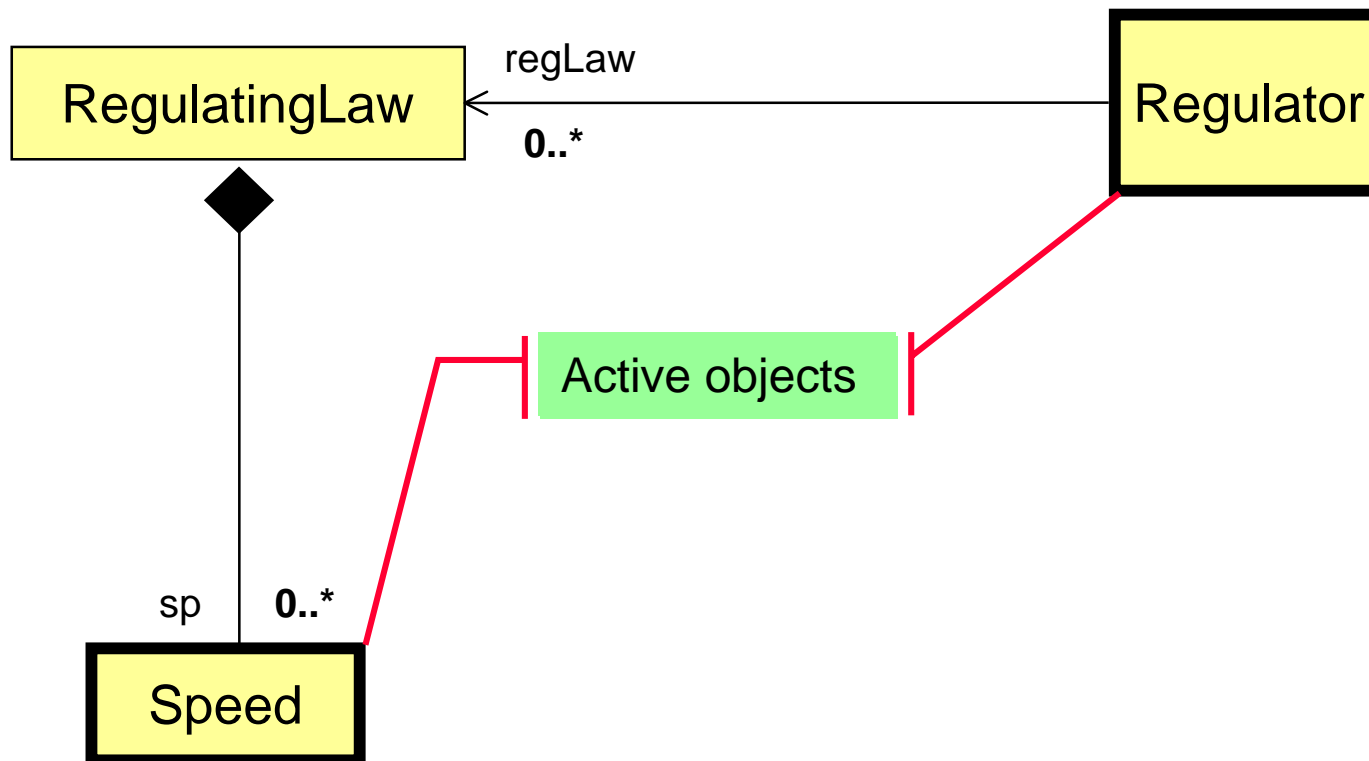 regLaw
RegulatingLaw
Regulator
0..*
Active objects
sp
0..*
Speed